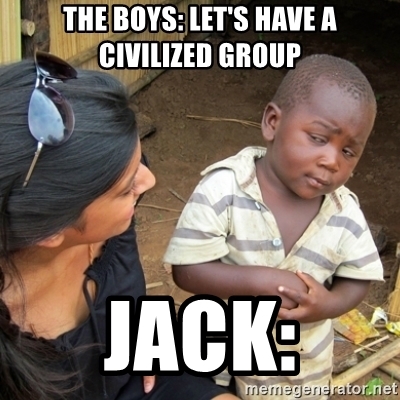 THE BOYS: LET'S HAVE A
CIVILIZED GROUP
JACK:
memegenerator.net